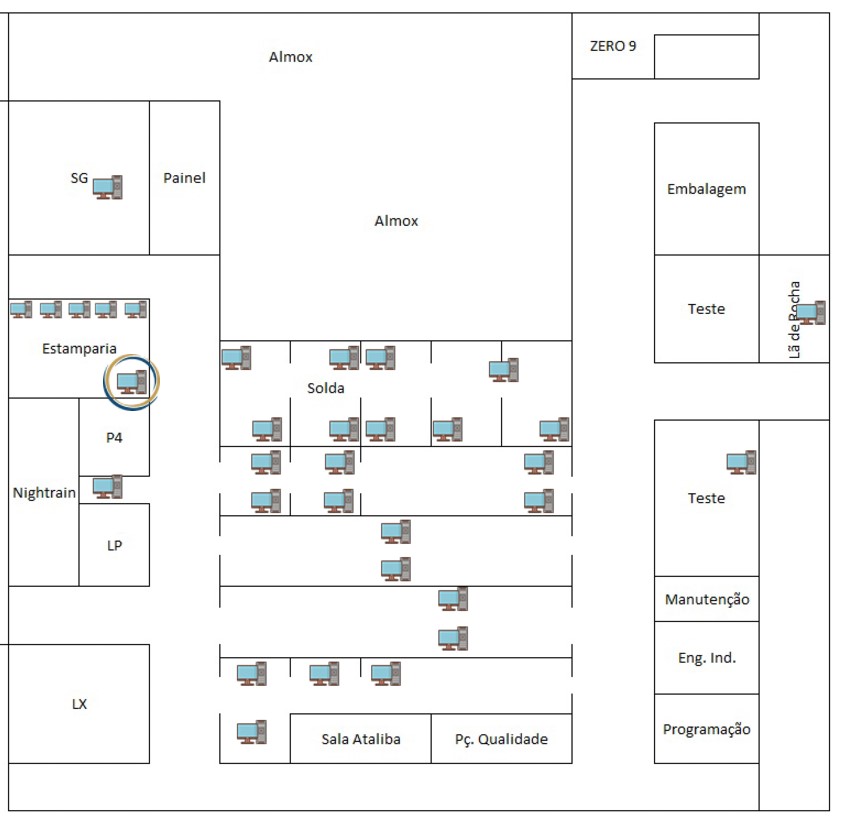 Almox
ZERO 9
SG
Painel
Almox
Embalagem
Teste
Lã de Rocha
Estamparia
Solda
P4
Nightrain
LP
Teste
Manutenção
Eng. Ind.
LX
Sala Ataliba
Pç. Qualidade
Programação